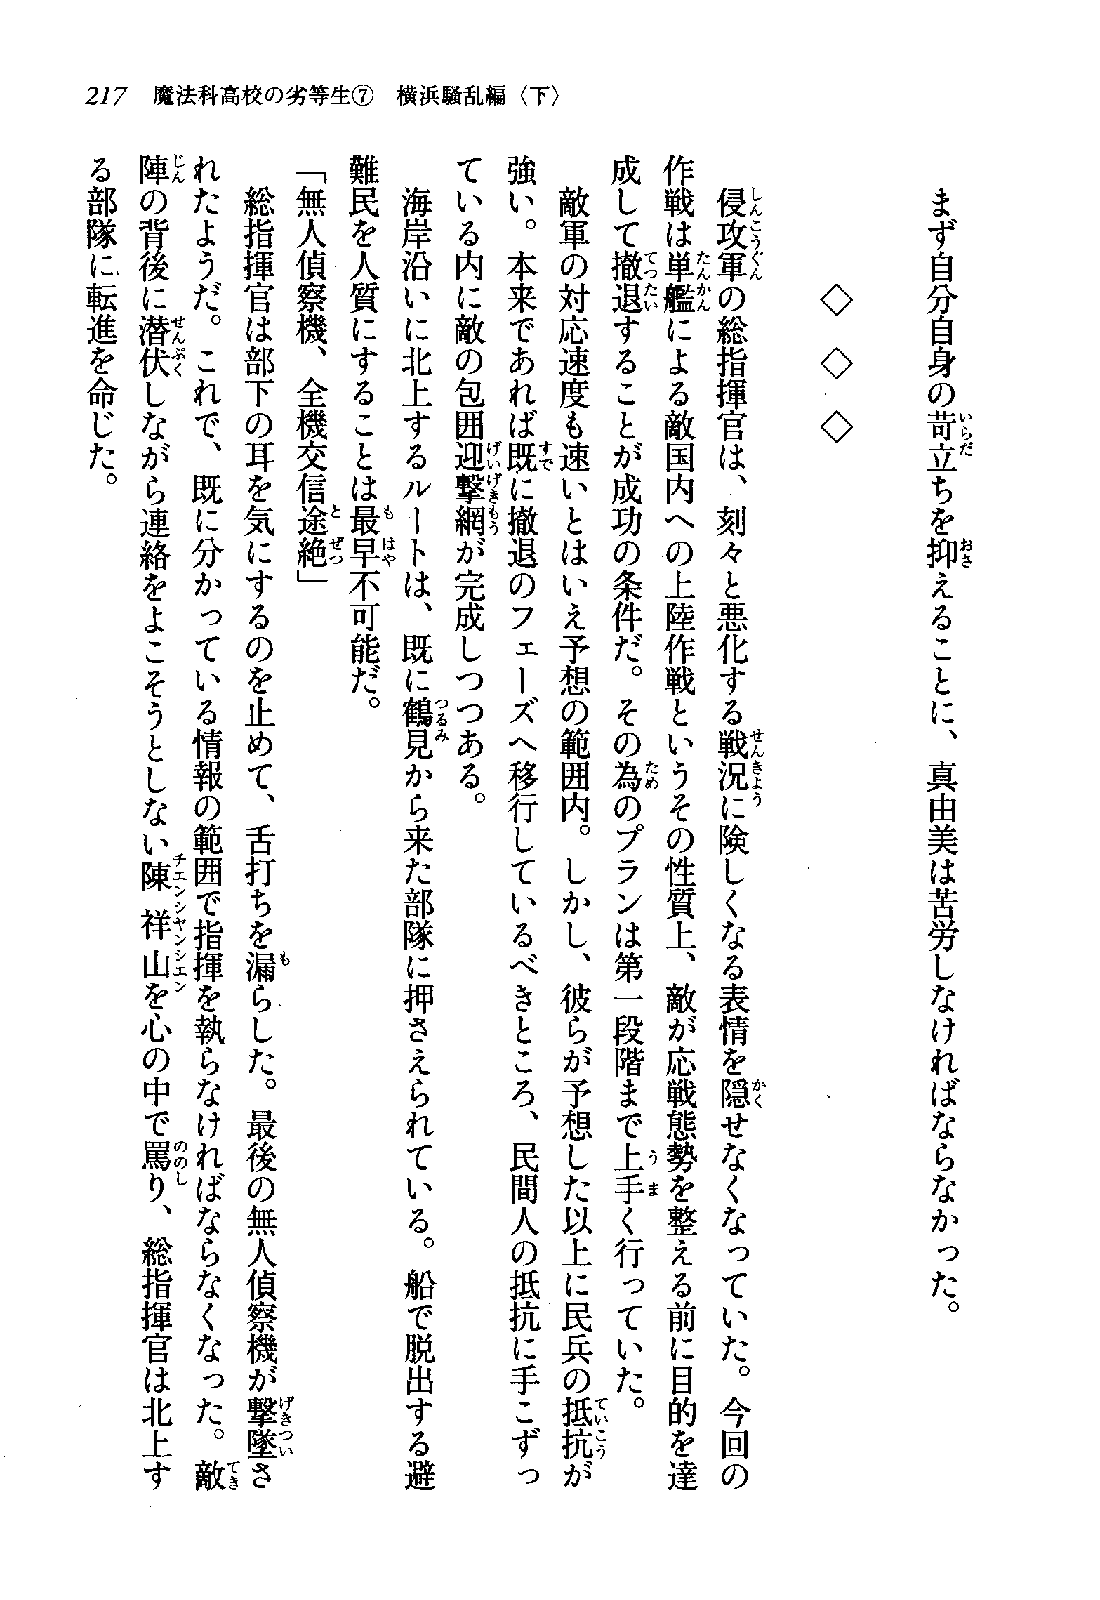 217 魔法科高校の劣等生⑦ 横浜騒乱編〈下〉
まず自分自身の苛立ちを抑えることに、真由美は苦労しなければならなかった。
◇ ◇ ◇
侵攻軍の総指揮官は、刻々と悪化する戦況に険しくなる表情を隠せなくなっていた。今回の
作戦は単艦による敵国内への上陸作戦というその性質上、敵が応戦態勢を整える前に目的を達
成して撤退することが成功の条件だ。その為のプランは第一段階まで上手く行っていた。
敵軍の対応速度も速いとはいえ予想の範囲内。しかし、彼らが予想した以上に民兵の抵抗が
強い。本来であれば既に撤退のフェーズへ移行しているべきところ、民間人の抵抗に手こずっ
ている内に敵の包囲迎撃網が完成しつつある。
海岸沿いに北上するルートは、既に鶴見から来た部隊に押さえられている。船で脱出する避
難民を人質にすることは最早不可能だ。
「無人偵察機、全機交信途絶」
総指揮官は部下の耳を気にするのを止めて、舌打ちを漏らした。最後の無人偵察機が撃墜さ
れたようだ。これで、既に分かっている情報の範囲で指揮を執らなければならなくなった。敵
陣の背後に潜伏しながら連絡をよこそうとしない陳祥山を心の中で罵り、総指揮官は北上す
る部隊に転進を命じた。